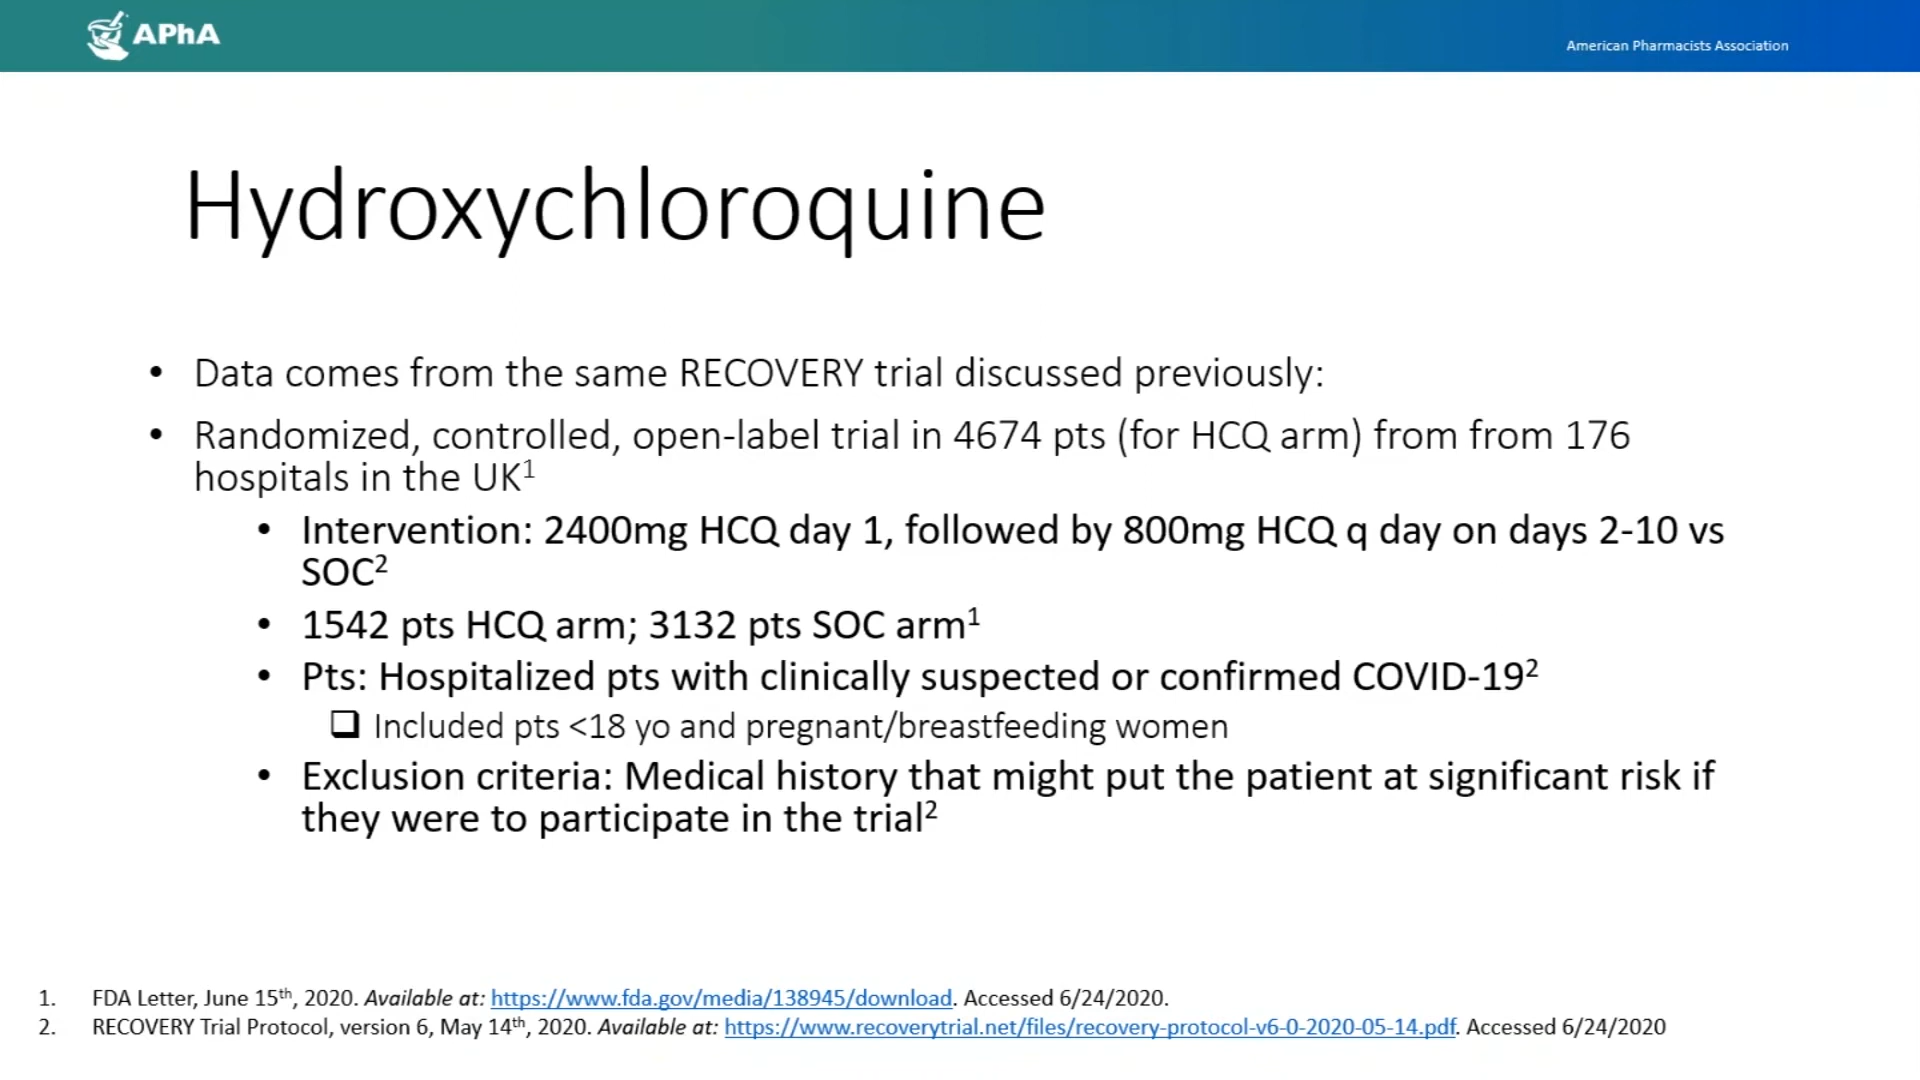 APhA
American Pharmacists Association
Hydroxychloroquine
• Data comes from the same RECOVERY trial discussed previously:
• Randomized, controlled, open-label trial in 4674 pts (for HCQ arm) from from 176
hospitals in the UK1
• Intervention: 2400mg HCQ day 1, followed by 800mg HCQ q day on days 2-10 vs
SOC2
• 1542 pts HCQ arm; 3132 pts SOC arm1
• Pts: Hospitalized pts with clinically suspected or confirmed COVID-192
❑ Included pts <18 yo and pregnant/breastfeeding women
• Exclusion criteria: Medical history that might put the patient at significant risk if
they were to participate in the trial2
1. FDA Letter, June 15th, 2020. Available at: https://www.fda.gov/media/138945/download. Accessed 6/24/2020.
2. RECOVERY Trial Protocol, version 6, May 14th, 2020. Available at: https://www.recoverytrial.net/files/recovery-protocol-v6-0-2020-05-14.pdf. Accessed 6/24/2020